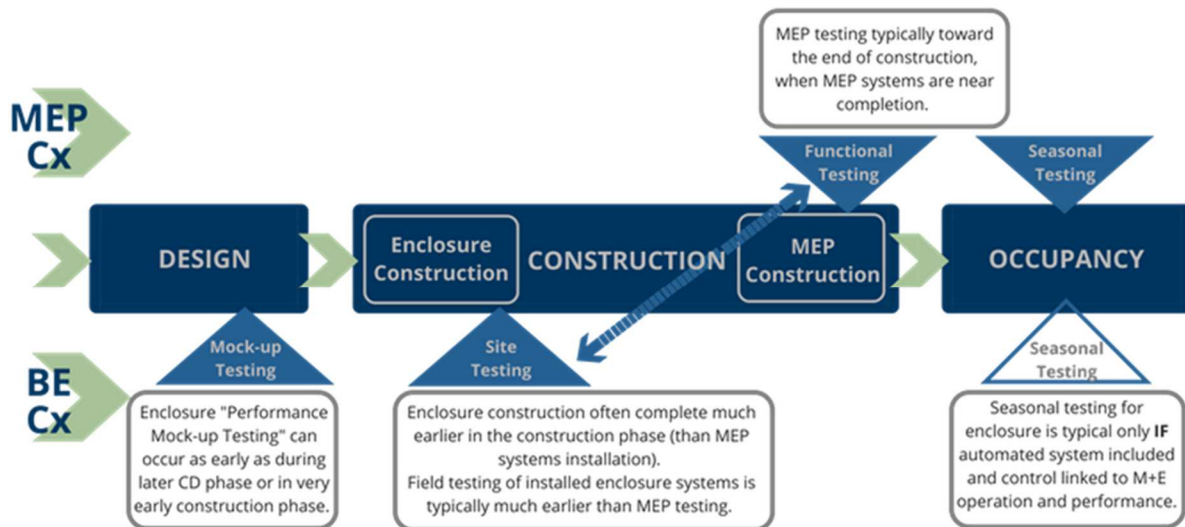 MEP testing typically toward
the end of construction,
when MEP systems are near
completion.
MEP
Cx
Functional
Testing
Seasonal
Testing
DESIGN
Enclosure
Construction
CONSTRUCTION
MEP
Construction
OCCUPANCY
BE
Cx
Mock-up
Testing
Site
Testing
Seasonal
Testing
Enclosure "Performance
Mock-up Testing" can
occur as early as during
later CD phase or in very
early construction phase.
Enclosure construction often complete much
earlier in the construction phase (than MEP
systems installation).
Field testing of installed enclosure systems is
typically much earlier than MEP testing.
Seasonal testing for
enclosure is typical only IF
automated system included
and control linked to M+E
operation and performance.